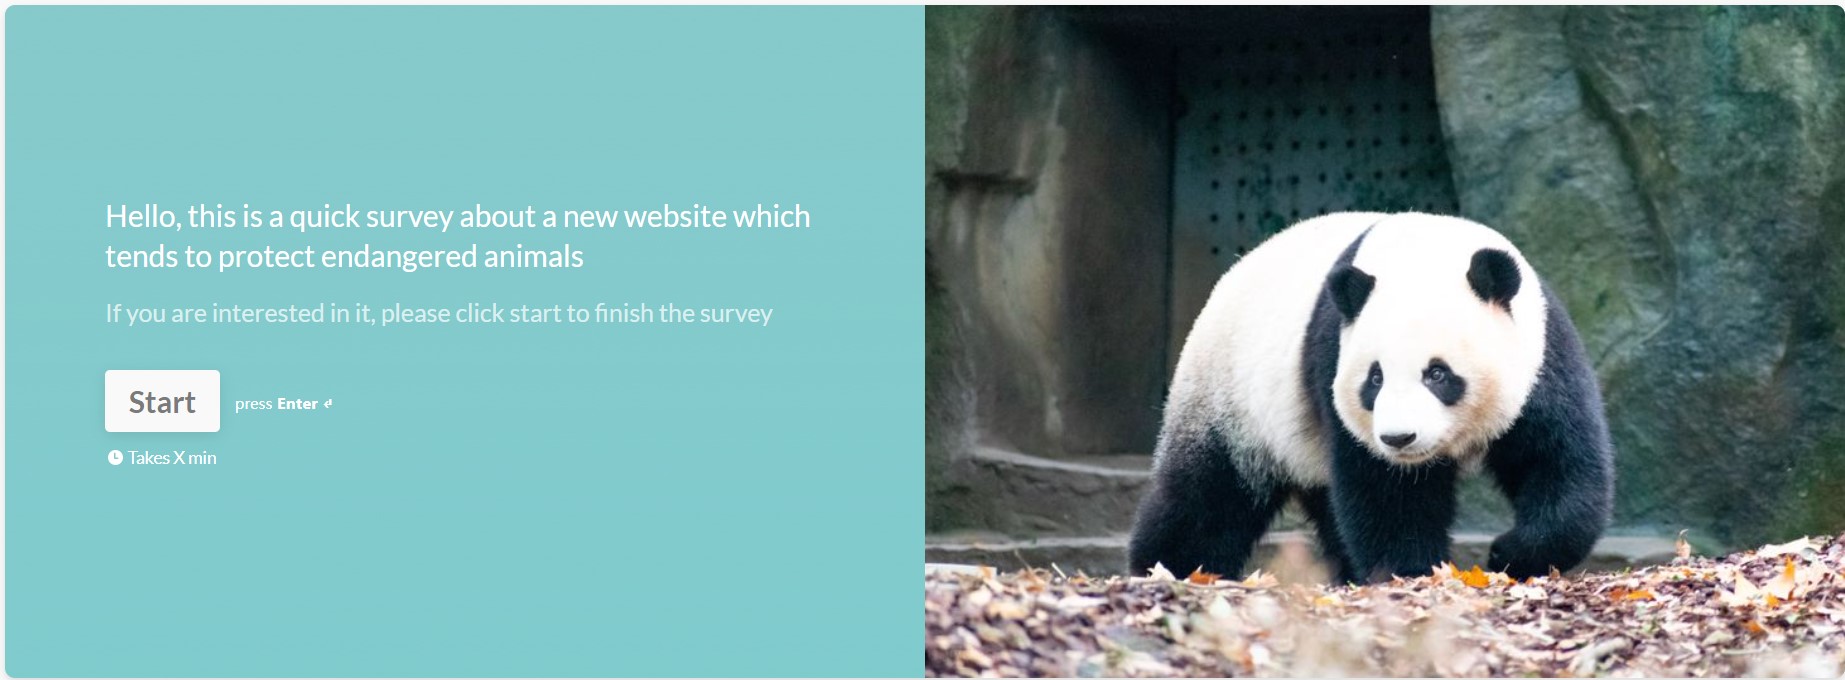 Hello, this is a quick survey about a new website which
tends to protect endangered animals
If you are interested in it, please click start to finish the survey
Start
press Enter ↵
Takes X min